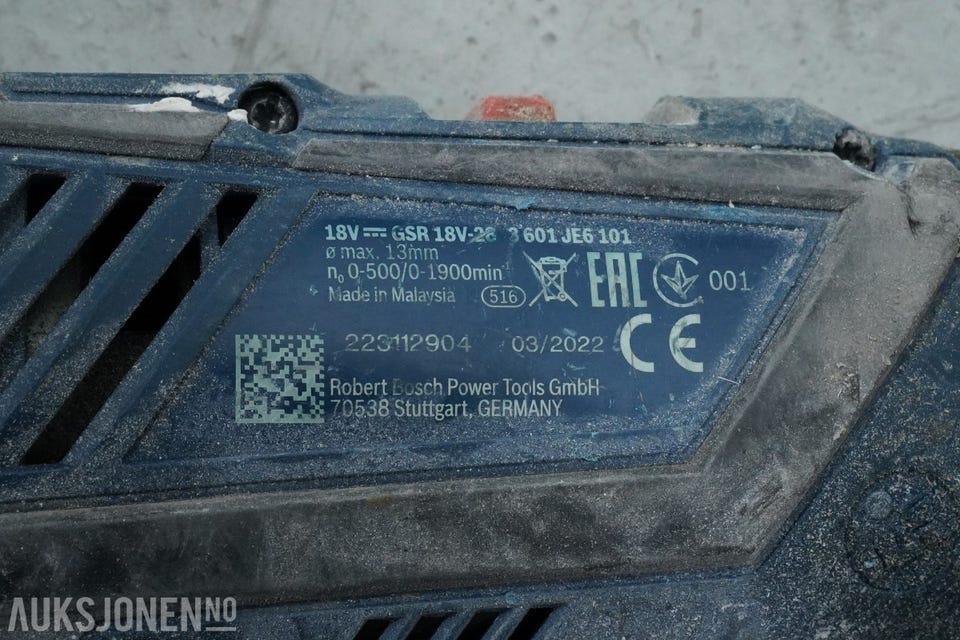 18V ⎓ GSR 18V-28 3 601 JE6 101
ø max. 13mm
n₀ 0-500/0-1900min⁻
Made in Malaysia 516 EAC 001
223112904 03/2022 CE
Robert Bosch Power Tools GmbH
70538 Stuttgart, GERMANY
AUKSJONEN.NO